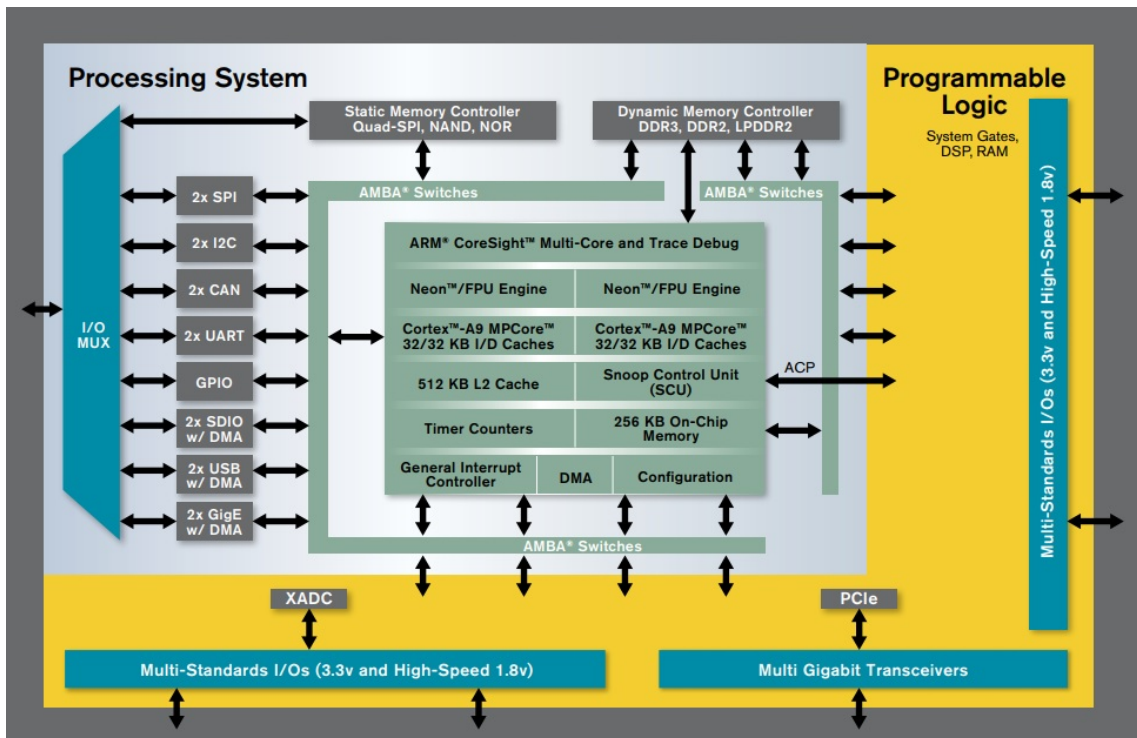 Processing System
Programmable
Logic
System Gates,
DSP, RAM
Static Memory Controller
Quad-SPI, NAND, NOR
Dynamic Memory Controller
DDR3, DDR2, LPDDR2
AMBA® Switches
AMBA® Switches
I/O
MUX
2x SPI
2x I2C
2x CAN
2x UART
GPIO
2x SDIO
w/ DMA
2x USB
w/ DMA
2x GigE
w/ DMA
ARM® CoreSight™ Multi-Core and Trace Debug
Neon™/FPU Engine
Neon™/FPU Engine
Cortex™-A9 MPCore™
32/32 KB I/D Caches
Cortex™-A9 MPCore™
32/32 KB I/D Caches
512 KB L2 Cache
Snoop Control Unit
(SCU)
ACP
Timer Counters
256 KB On-Chip
Memory
General Interrupt
Controller
DMA
Configuration
AMBA® Switches
Multi-Standards I/Os (3.3v and High-Speed 1.8v)
XADC
PCIe
Multi-Standards I/Os (3.3v and High-Speed 1.8v)
Multi Gigabit Transceivers